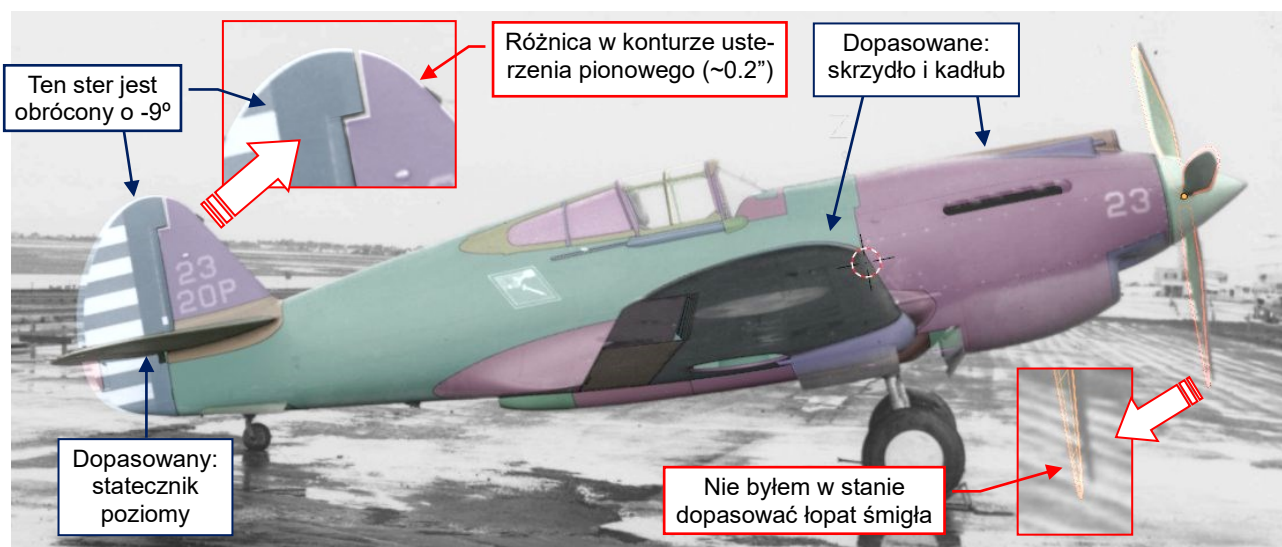 Ten ster jest
obrócony o -9º
Różnica w konturze uste-
rzenia pionowego (~0.2”)
Dopasowane:
skrzydło i kadłub
23
23
20P
Dopasowany:
statecznik
poziomy
Nie byłem w stanie
dopasować łopat śmigła